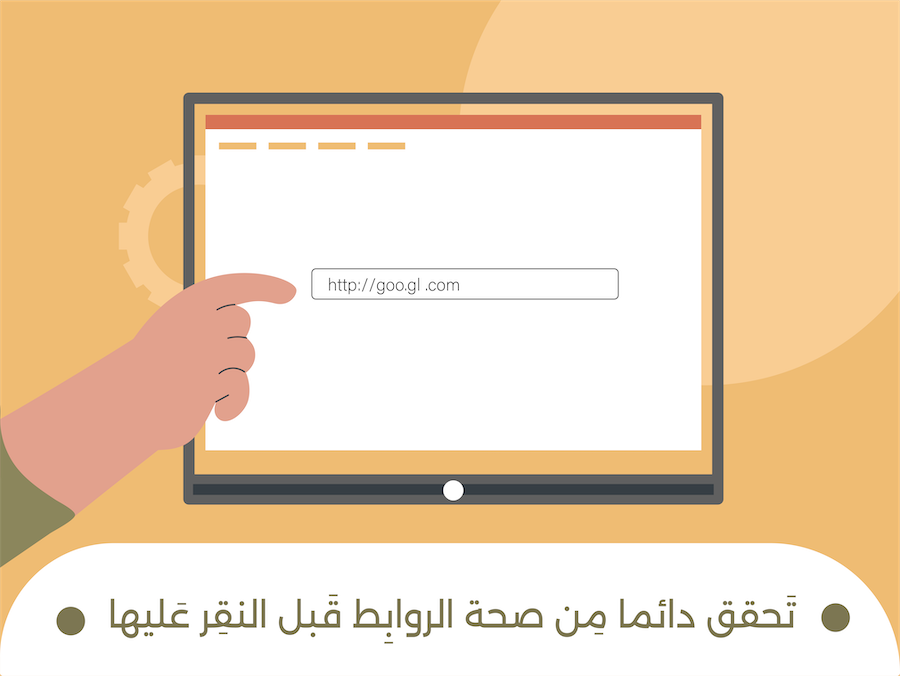 http://goo.gl .com
تَحقق دائما مِن صحة الروابِط قَبل النقِر عَليها